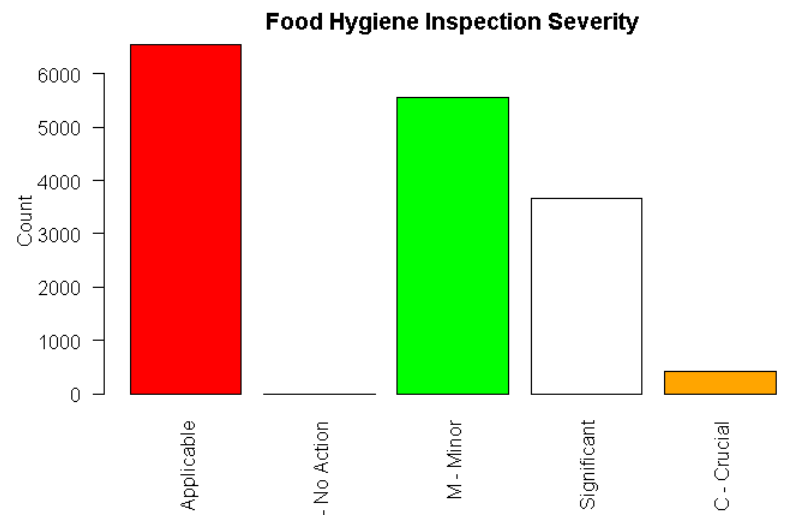 Food Hygiene Inspection Severity
Count
6000
5000
4000
3000
2000
1000
0
Applicable
- No Action
M - Minor
Significant
C - Crucial